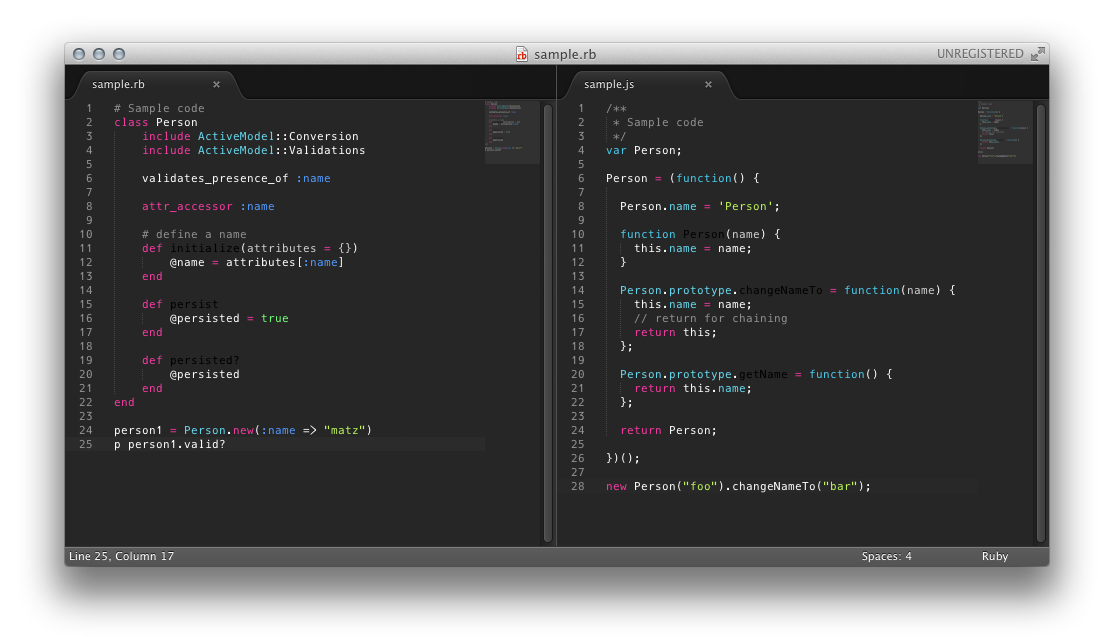 sample.rb
UNREGISTERED
sample.rb
1 # Sample code
2 class Person
3     include ActiveModel::Conversion
4     include ActiveModel::Validations
5
6     validates_presence_of :name
7
8     attr_accessor :name
9
10     # define a name
11     def initialize(attributes = {})
12         @name = attributes[:name]
13     end
14
15     def persist
16         @persisted = true
17     end
18
19     def persisted?
20         @persisted
21     end
22 end
23
24 person1 = Person.new(:name => "matz")
25 p person1.valid?
sample.js
1 /**
2  * Sample code
3  */
4 var Person;
5
6 Person = (function() {
7
8   Person.name = 'Person';
9
10   function Person(name) {
11     this.name = name;
12   }
13
14   Person.prototype.changeNameTo = function(name) {
15     this.name = name;
16     // return for chaining
17     return this;
18   };
19
20   Person.prototype.getName = function() {
21     return this.name;
22   };
23
24   return Person;
25
26 })();
27
28 new Person("foo").changeNameTo("bar");
Line 25, Column 17
Spaces: 4
Ruby